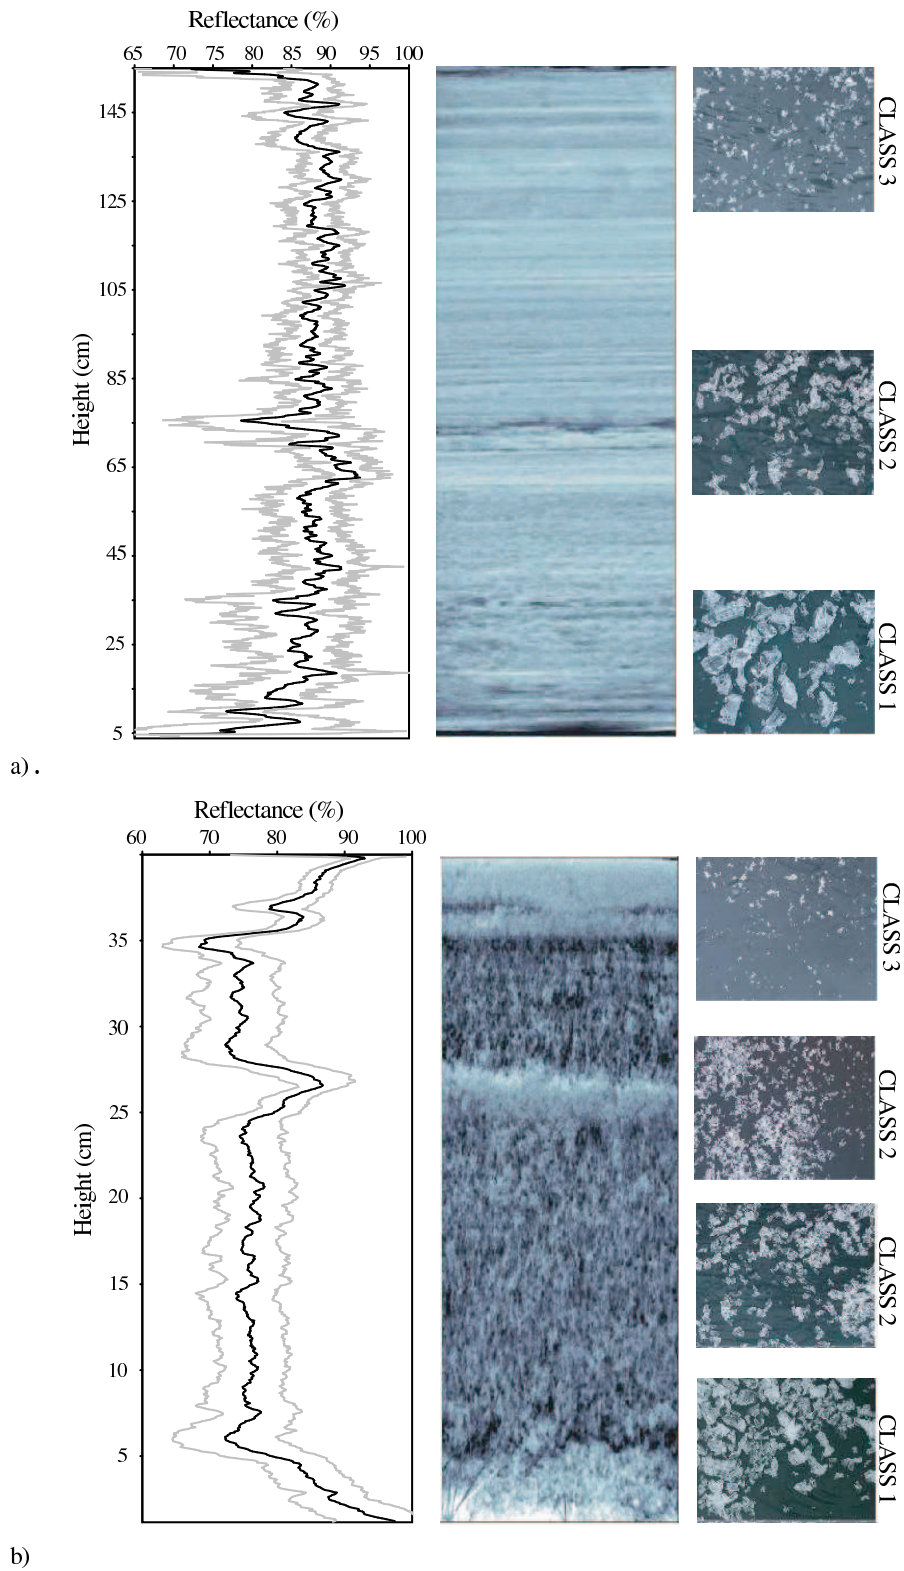 Reflectance (%)
65 70 75 80 85 90 95 100
145
125
105
85
65
45
25
5
Height (cm)
CLASS 3
CLASS 2
CLASS 1
a) .
Reflectance (%)
60 70 80 90 100
35
30
25
20
15
10
5
Height (cm)
CLASS 3
CLASS 2
CLASS 2
CLASS 1
b)